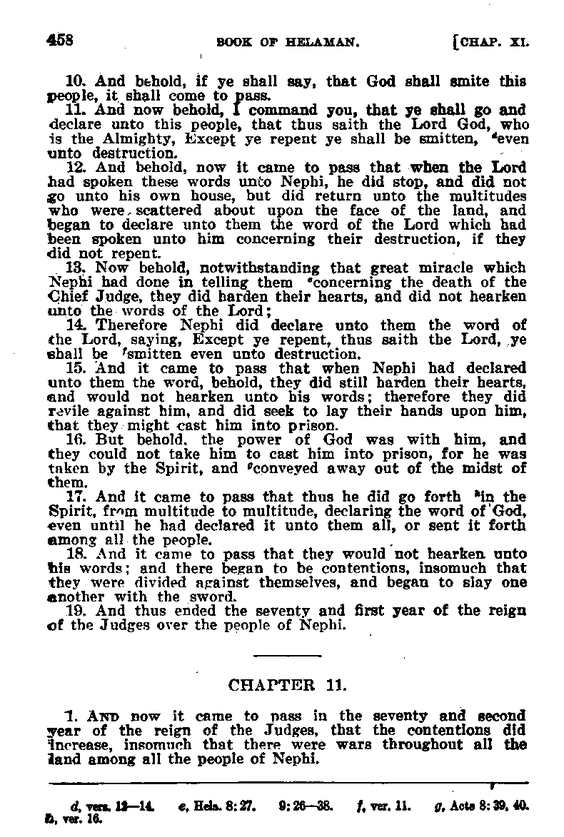 458 BOOK OF HELAMAN. [CHAP. XI.
10. And behold, if ye shall say, that God shall smite this
people, it shall come to pass.
11. And now behold, I command you, that ye shall go and
declare unto this people, that thus saith the Lord God, who
is the Almighty, Except ye repent ye shall be smitten, ᵈeven
unto destruction.
12. And behold, now it came to pass that when the Lord
had spoken these words unto Nephi, he did stop, and did not
go unto his own house, but did return unto the multitudes
who were scattered about upon the face of the land, and
began to declare unto them the word of the Lord which had
been spoken unto him concerning their destruction, if they
did not repent.
13. Now behold, notwithstanding that great miracle which
Nephi had done in telling them ᵉconcerning the death of the
Chief Judge, they did harden their hearts, and did not hearken
unto the words of the Lord;
14. Therefore Nephi did declare unto them the word of
the Lord, saying, Except ye repent, thus saith the Lord, ye
shall be ᶠsmitten even unto destruction.
15. And it came to pass that when Nephi had declared
unto them the word, behold, they did still harden their hearts,
and would not hearken unto his words; therefore they did
revile against him, and did seek to lay their hands upon him,
that they might cast him into prison.
16. But behold, the power of God was with him, and
they could not take him to cast him into prison, for he was
taken by the Spirit, and ᵍconveyed away out of the midst of
them.
17. And it came to pass that thus he did go forth ʰin the
Spirit, from multitude to multitude, declaring the word of God,
even until he had declared it unto them all, or sent it forth
among all the people.
18. And it came to pass that they would not hearken unto
his words; and there began to be contentions, insomuch that
they were divided against themselves, and began to slay one
another with the sword.
19. And thus ended the seventy and first year of the reign
of the Judges over the people of Nephi.
CHAPTER 11.
1. AND now it came to pass in the seventy and second
year of the reign of the Judges, that the contentions did
increase, insomuch that there were wars throughout all the
land among all the people of Nephi.
d, vers. 12—14. e, Hela. 8: 27. 9: 26—38. f, ver. 11. g, Acts 8: 39, 40.
h, ver. 16.